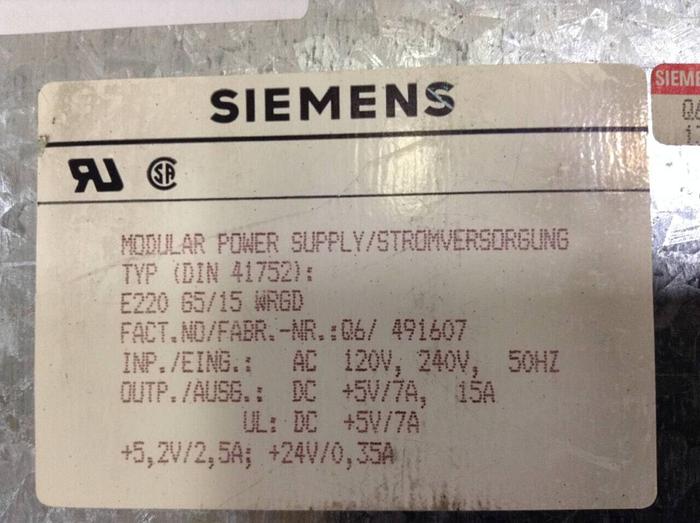 SIEMENS
MODULAR POWER SUPPLY/STROMVERSORGUNG
TYP (DIN 41752):
E220 G5/15 WRGD
FACT.NO/FABR.-NR.:Q6/ 491607
INP./EING.: AC 120V, 240V, 50HZ
OUTP./AUSG.: DC +5V/7A, 15A
UL: DC +5V/7A
+5,2V/2,5A; +24V/0,35A
SIEME
Q6